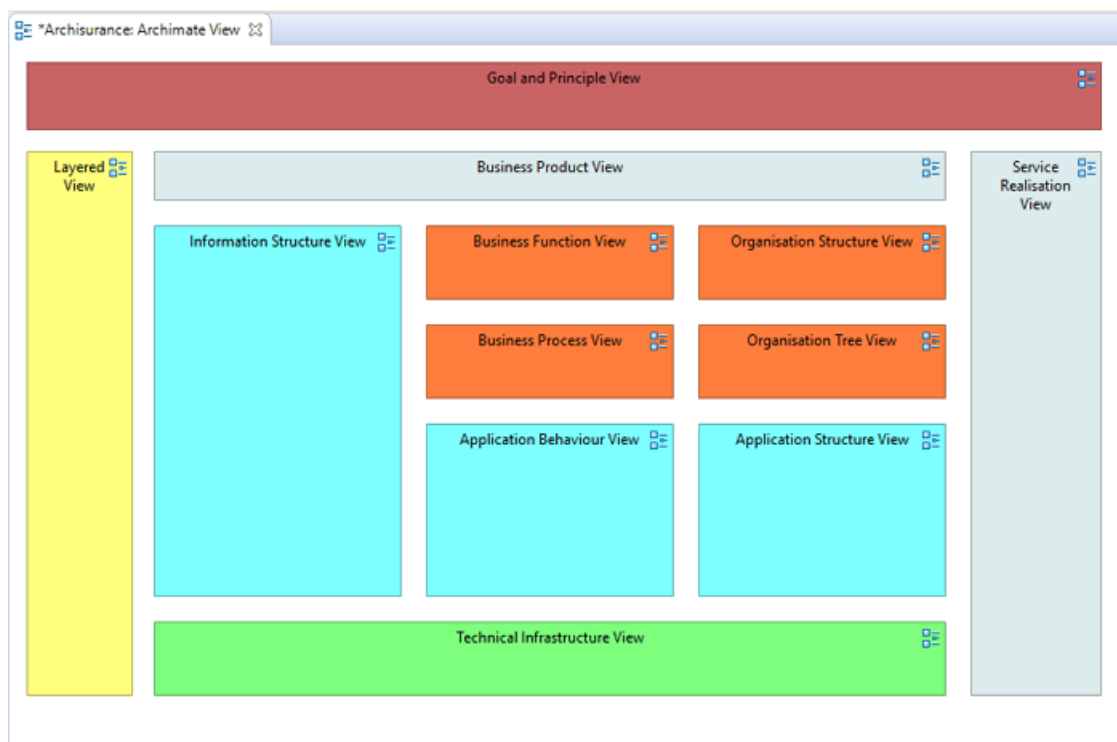 *Archisurance: Archimate View
Goal and Principle View
Layered
View
Business Product View
Service
Realisation
View
Information Structure View
Business Function View
Organisation Structure View
Business Process View
Organisation Tree View
Application Behaviour View
Application Structure View
Technical Infrastructure View